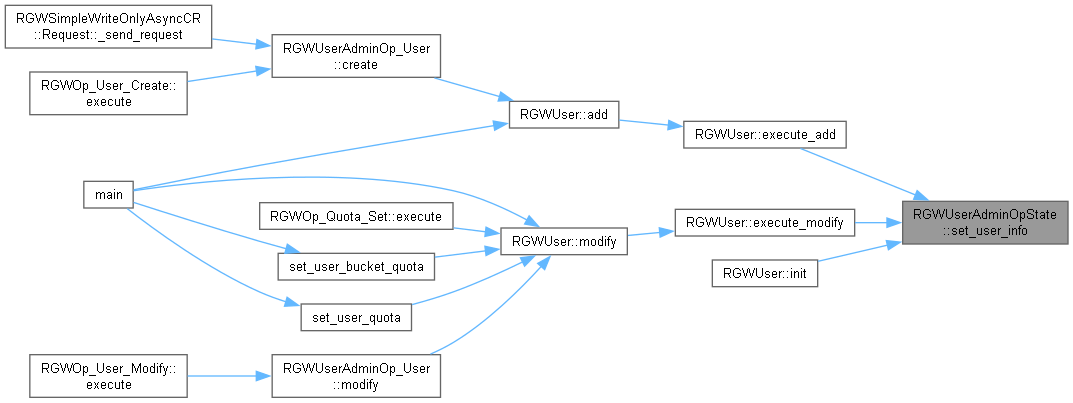 RGWSimpleWriteOnlyAsyncCR
::Request::_send_request
RGWUserAdminOp_User
::create
RGWOp_User_Create::
execute
RGWUser::add
RGWUser::execute_add
main
RGWOp_Quota_Set::execute
RGWUser::modify
RGWUser::execute_modify
RGWUserAdminOpState
::set_user_info
set_user_bucket_quota
RGWUser::init
set_user_quota
RGWOp_User_Modify::
execute
RGWUserAdminOp_User
::modify